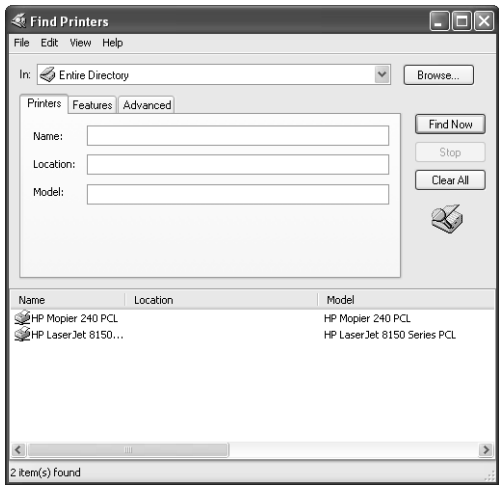 Find Printers
File Edit View Help
In: Entire Directory Browse...
Printers Features Advanced
Find Now
Name:
Stop
Location:
Clear All
Model:
Name Location Model
HP Mopier 240 PCL HP Mopier 240 PCL
HP LaserJet 8150... HP LaserJet 8150 Series PCL
2 item(s) found